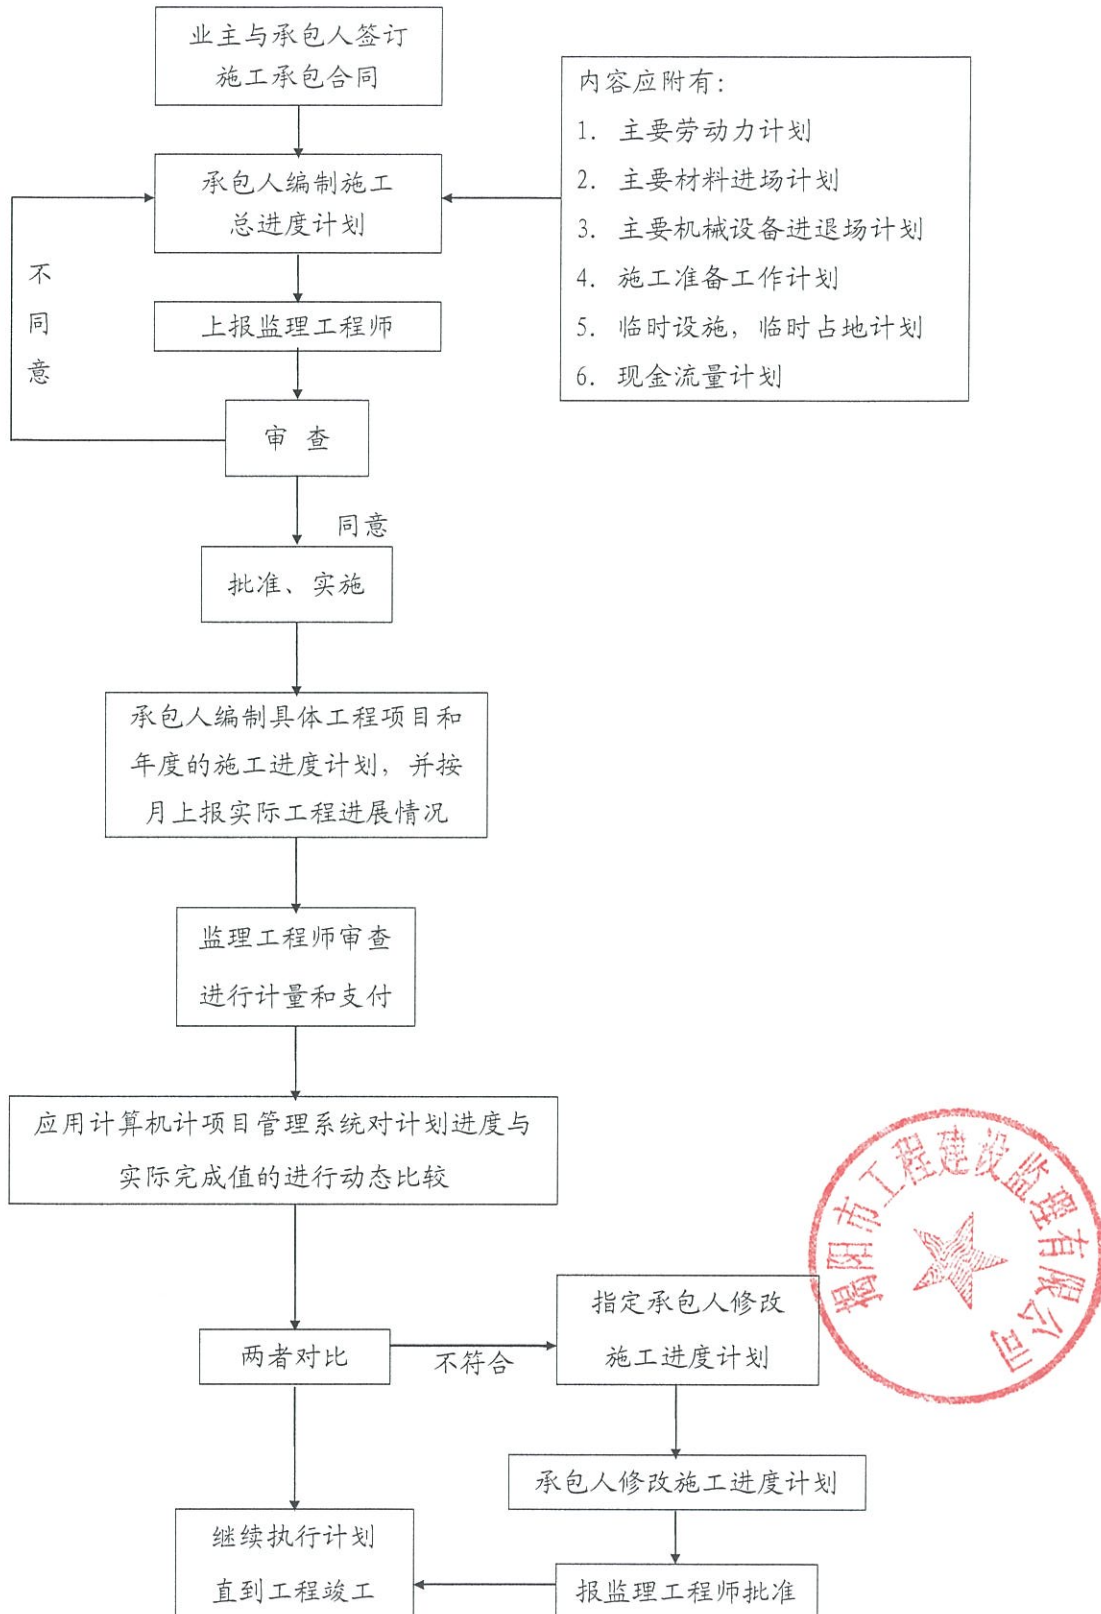 业主与承包人签订
施工承包合同
内容应附有：
1. 主要劳动力计划
2. 主要材料进场计划
3. 主要机械设备进退场计划
4. 施工准备工作计划
5. 临时设施，临时占地计划
6. 现金流量计划
承包人编制施工
总进度计划
不
同
意
上报监理工程师
审 查
同意
批准、实施
承包人编制具体工程项目和
年度的施工进度计划，并按
月上报实际工程进展情况
监理工程师审查
进行计量和支付
应用计算机计项目管理系统对计划进度与
实际完成值的进行动态比较
揭阳市工程建设监理有限公司
两者对比
不符合
指定承包人修改
施工进度计划
承包人修改施工进度计划
报监理工程师批准
继续执行计划
直到工程竣工